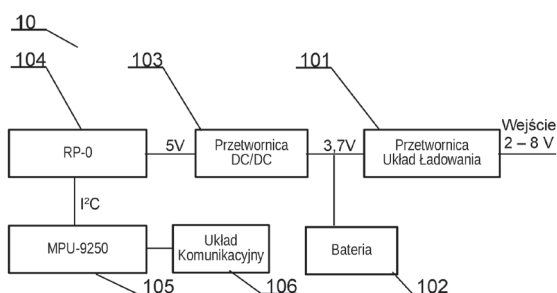 10
104
103
101
RP-0
5V
Przetwornica
DC/DC
3,7V
Przetwornica
Układ Ładowania
Wejście
2 – 8 V
I²C
MPU-9250
Układ
Komunikacyjny
Bateria
105
106
102